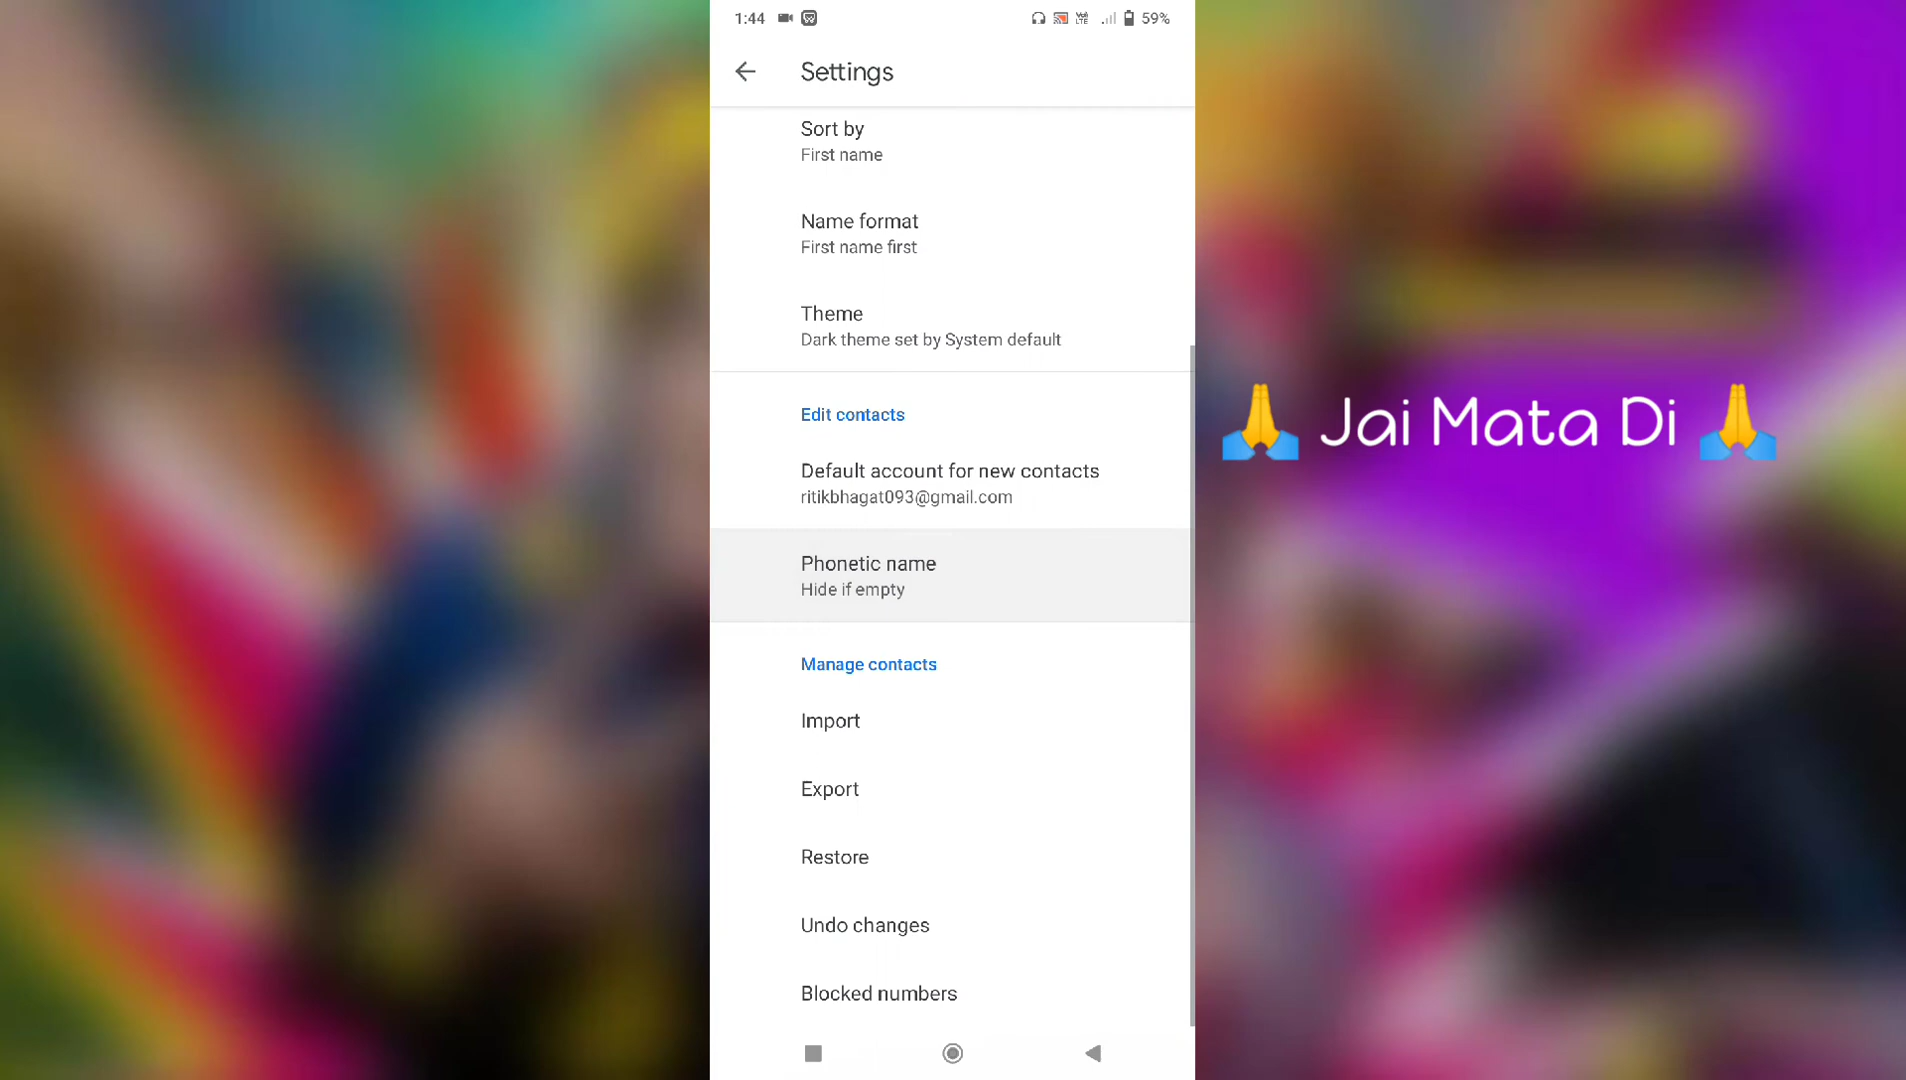 1:44 59%
Settings
Sort by
First name
Name format
First name first
Theme
Dark theme set by System default
Edit contacts
Default account for new contacts
ritikbhagat093@gmail.com
Phonetic name
Hide if empty
Manage contacts
Import
Export
Restore
Undo changes
Blocked numbers
🙏 Jai Mata Di 🙏